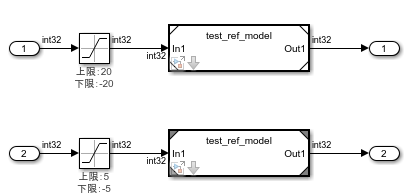 int32 int32 test_ref_model int32
1 In1 Out1 1
int32
上限:20
下限:-20
int32 int32 test_ref_model int32
2 In1 Out1 2
int32
上限:5
下限:-5